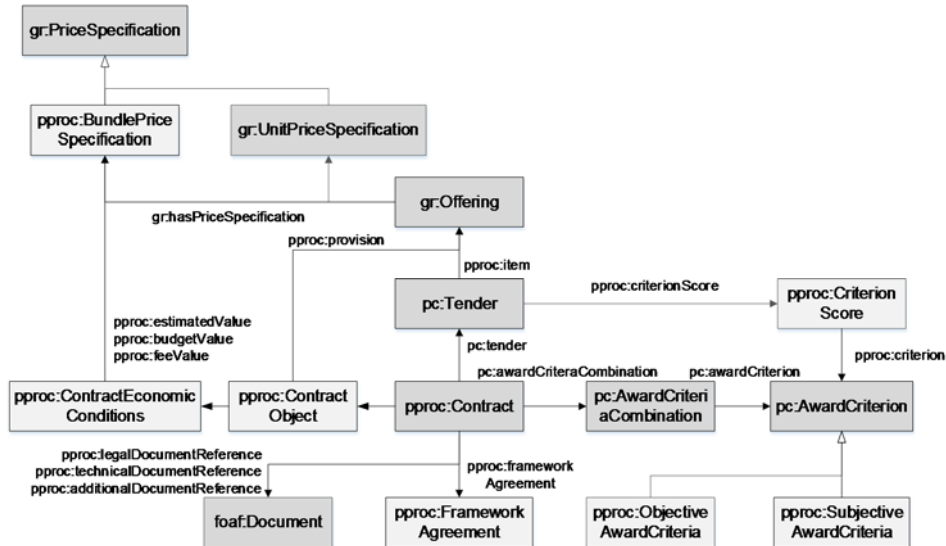 gr:PriceSpecification
pproc:BundlePrice
Specification
gr:UnitPriceSpecification
gr:hasPriceSpecification
gr:Offering
pproc:provision
pproc:item
pproc:criterionScore
pc:Tender
pproc:Criterion
Score
pproc:estimatedValue
pproc:budgetValue
pproc:feeValue
pc:tender
pproc:criterion
pc:awardCriteraCombination
pc:awardCriterion
pproc:ContractEconomic
Conditions
pproc:Contract
Object
pproc:Contract
pc:AwardCriteri
aCombination
pc:AwardCriterion
pproc:legalDocumentReference
pproc:technicalDocumentReference
pproc:additionalDocumentReference
pproc:framework
Agreement
foaf:Document
pproc:Framework
Agreement
pproc:Objective
AwardCriteria
pproc:Subjective
AwardCriteria